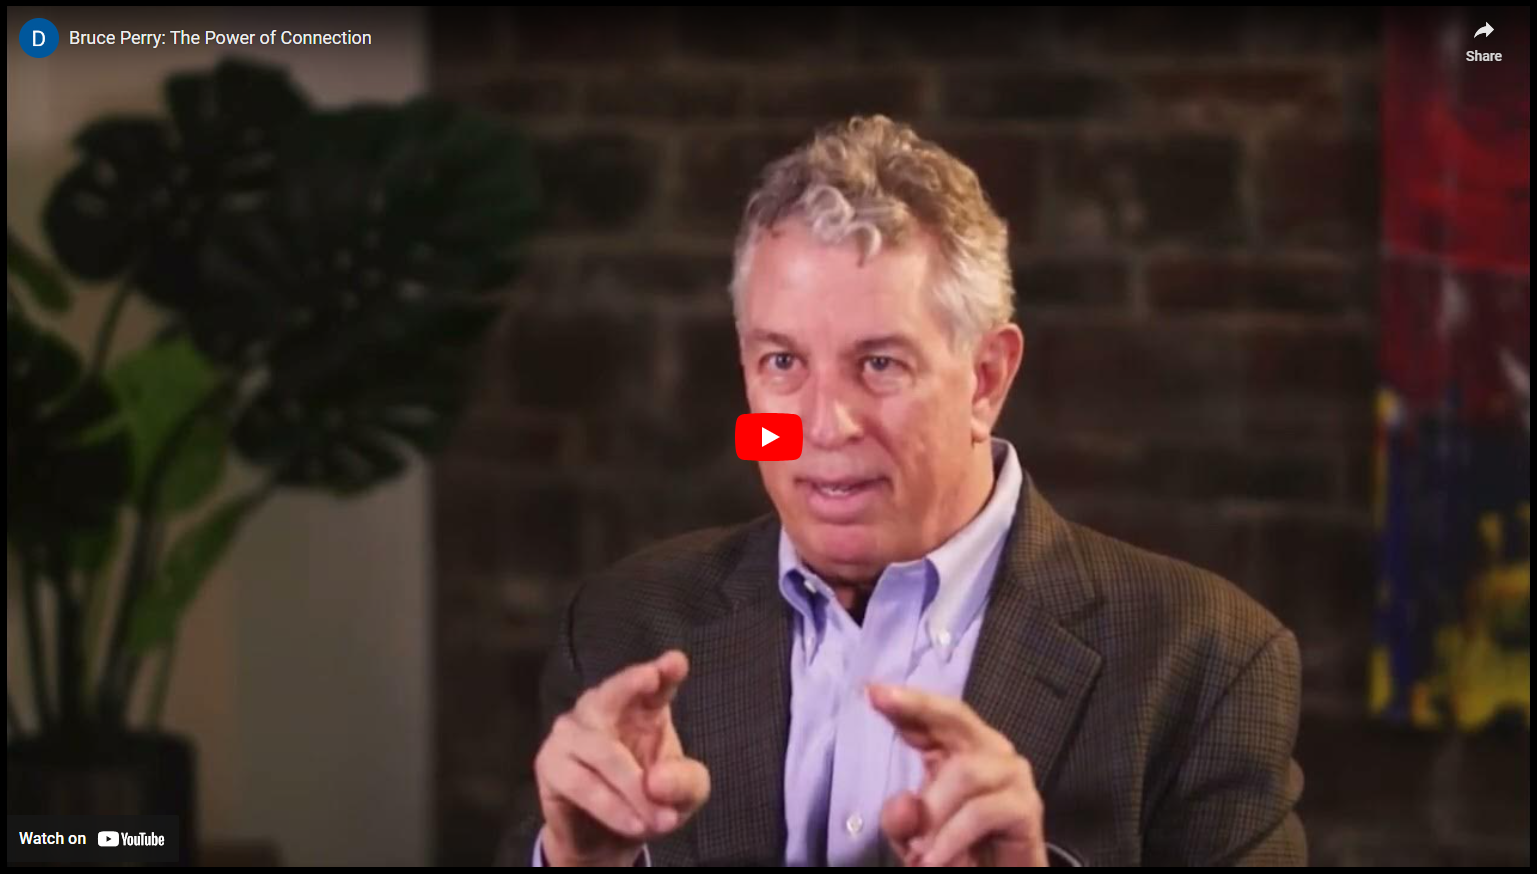 D
Bruce Perry: The Power of Connection
Share
Watch on YouTube